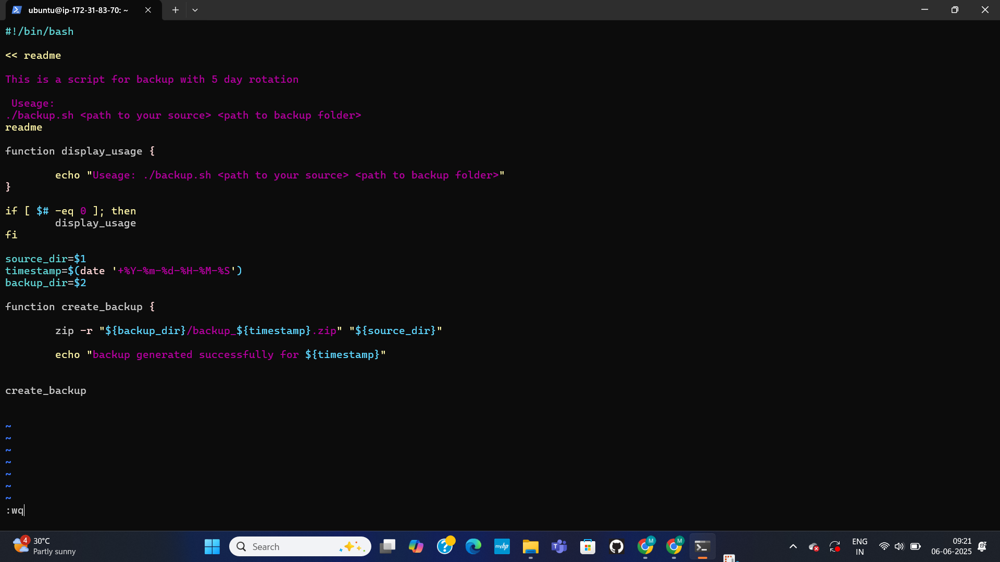 ubuntu@ip-172-31-83-70: ~
#!/bin/bash
<< readme
This is a script for backup with 5 day rotation
Useage:
./backup.sh <path to your source> <path to backup folder>
readme
function display_usage {
echo "Useage: ./backup.sh <path to your source> <path to backup folder>"
}
if [ $# -eq 0 ]; then
display_usage
fi
source_dir=$1
timestamp=$(date '+%Y-%m-%d-%H-%M-%S')
backup_dir=$2
function create_backup {
zip -r "${backup_dir}/backup_${timestamp}.zip" "${source_dir}"
echo "backup generated successfully for ${timestamp}"
create_backup
~
~
~
~
~
~
~
:wq
4
30°C
Partly sunny
Search
myhp
T
M
M
ENG
IN
09:21
06-06-2025